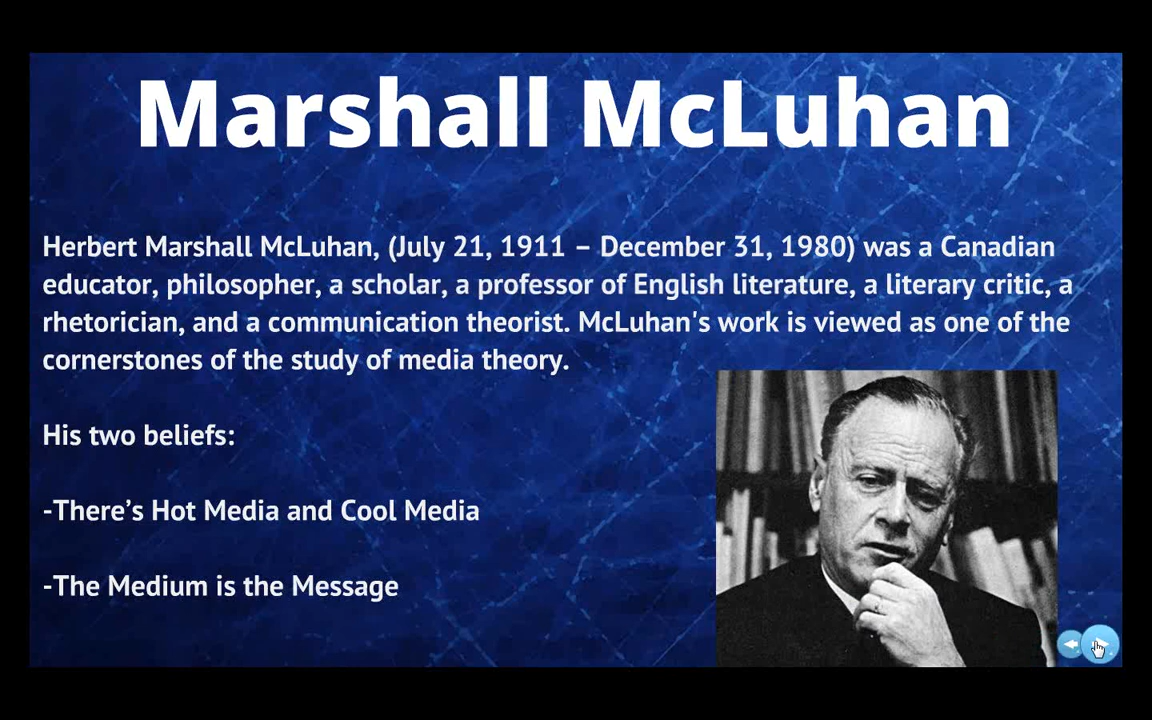 Marshall McLuhan
Herbert Marshall McLuhan, (July 21, 1911 – December 31, 1980) was a Canadian
educator, philosopher, a scholar, a professor of English literature, a literary critic, a
rhetorician, and a communication theorist. McLuhan's work is viewed as one of the
cornerstones of the study of media theory.
His two beliefs:
-There’s Hot Media and Cool Media
-The Medium is the Message